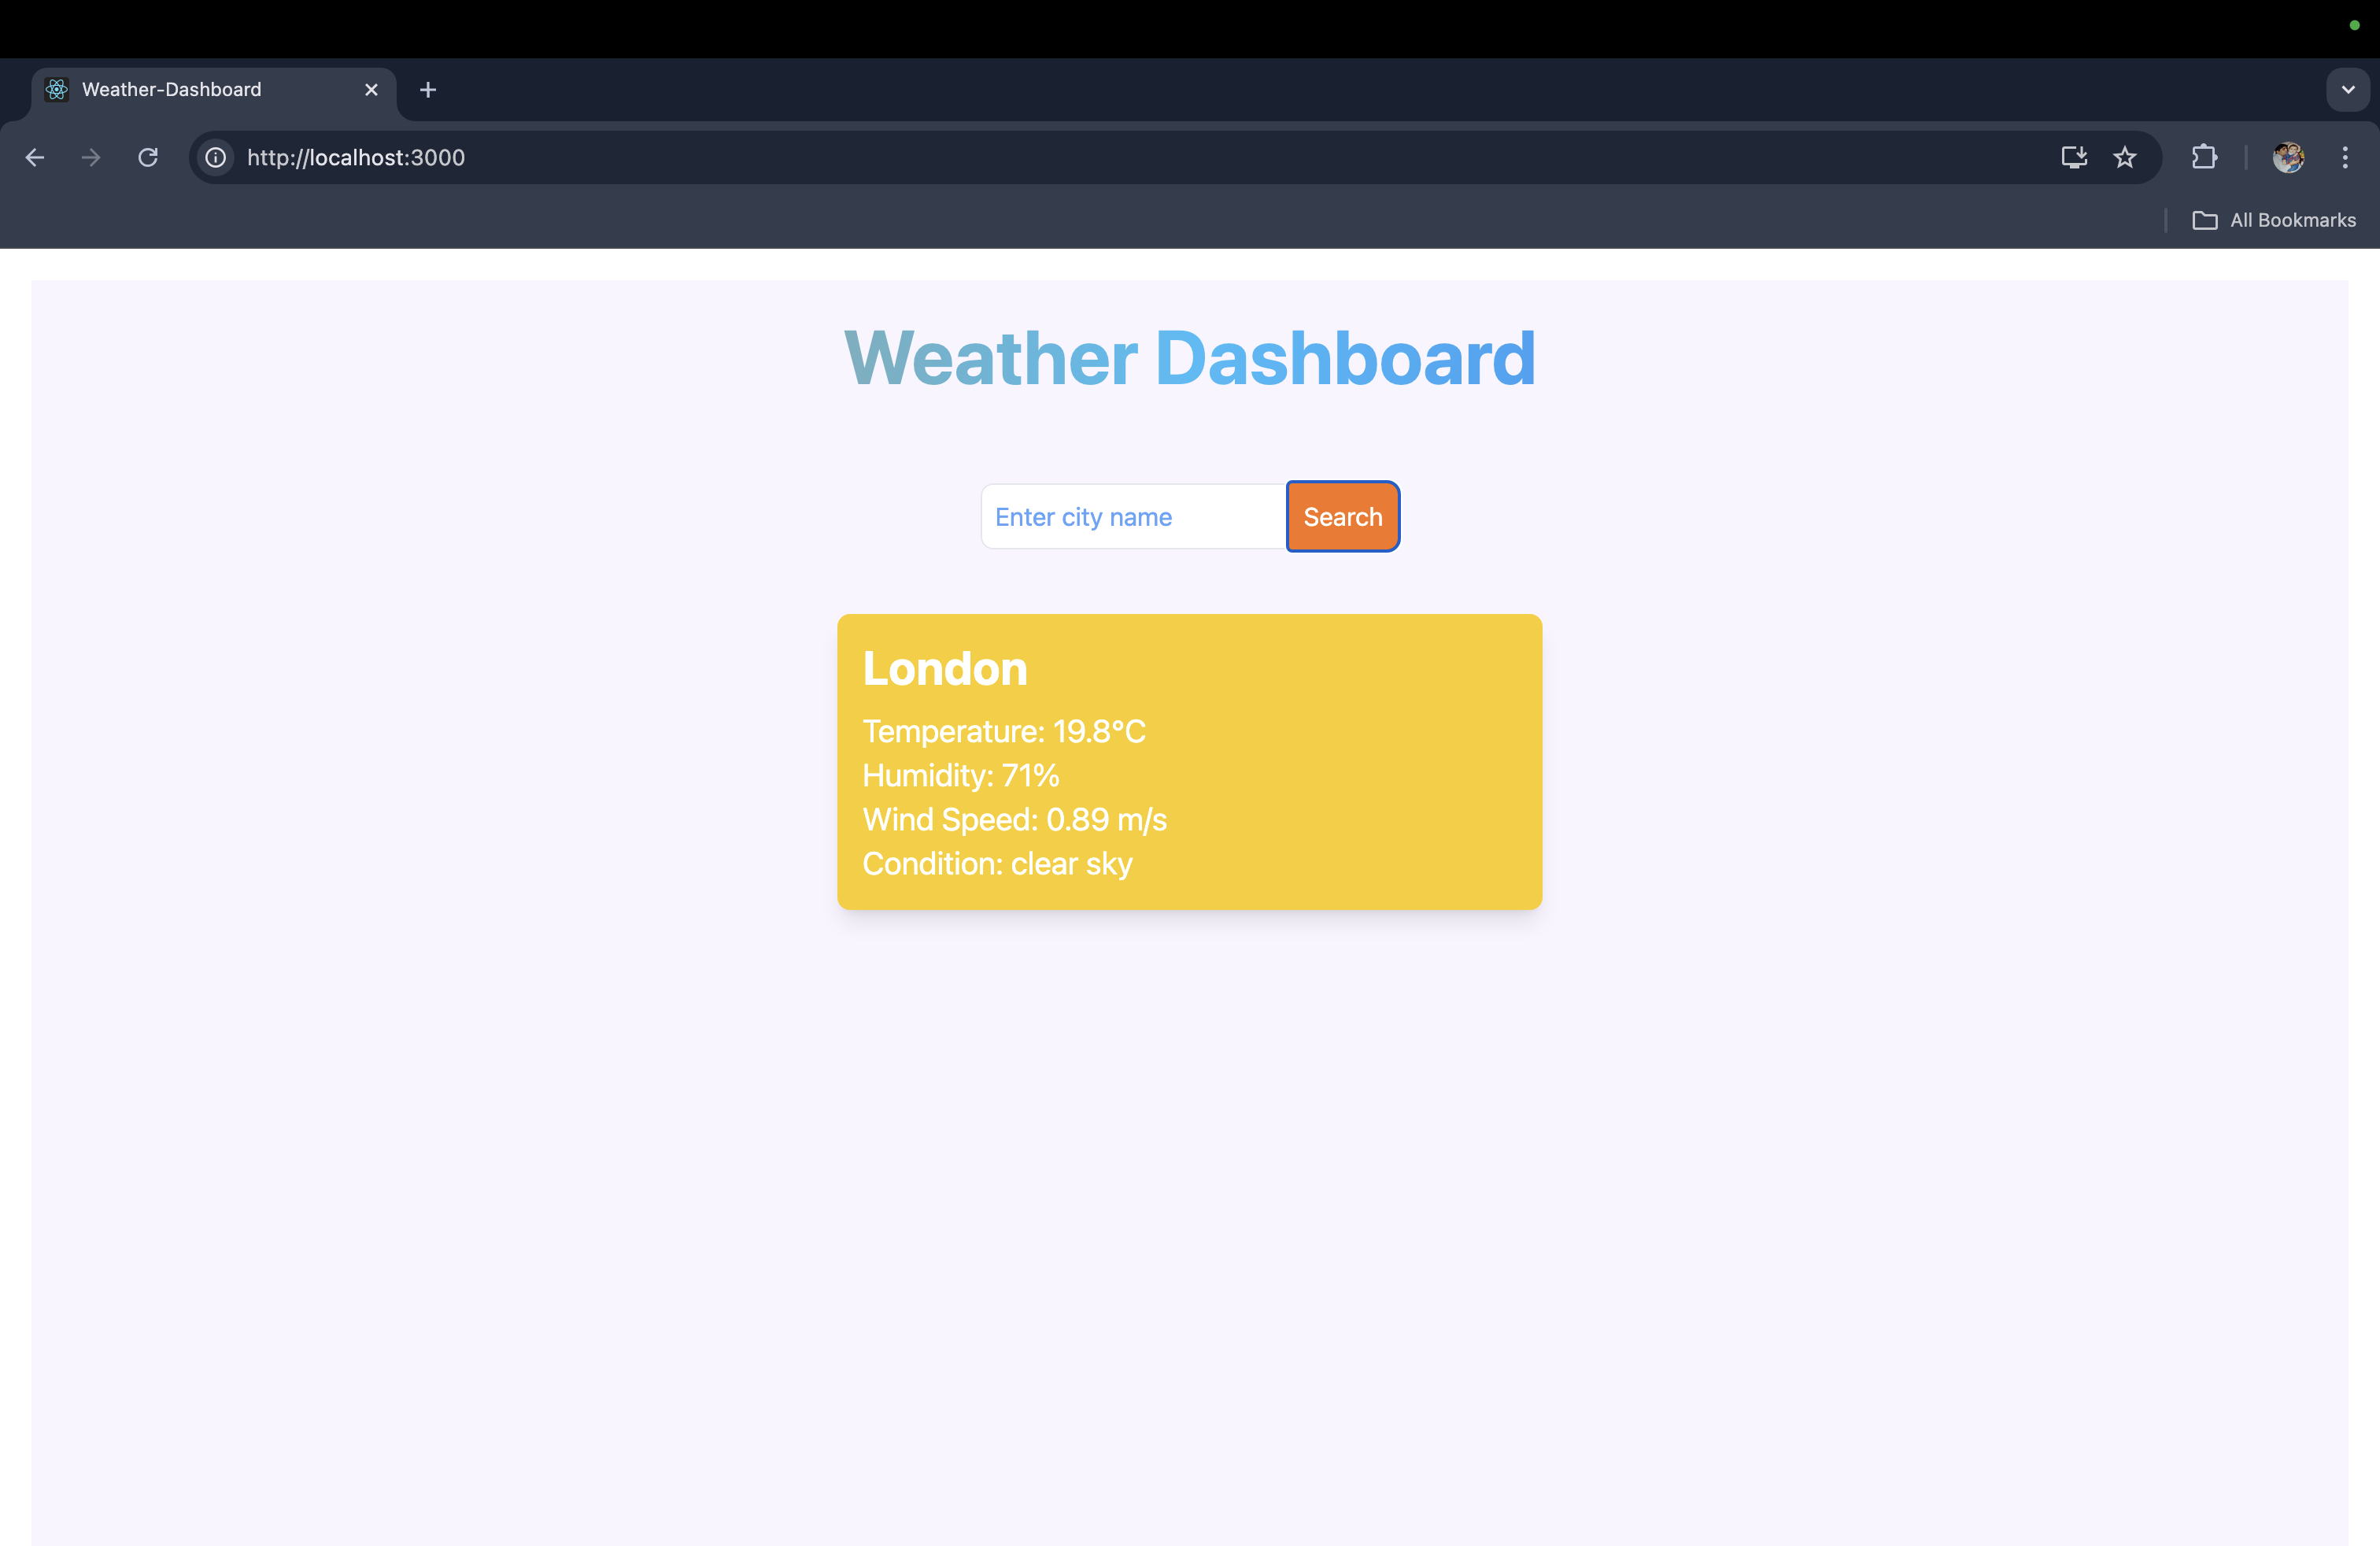 Weather-Dashboard
http://localhost:3000
All Bookmarks
Weather Dashboard
Enter city name
Search
London
Temperature: 19.8°C
Humidity: 71%
Wind Speed: 0.89 m/s
Condition: clear sky